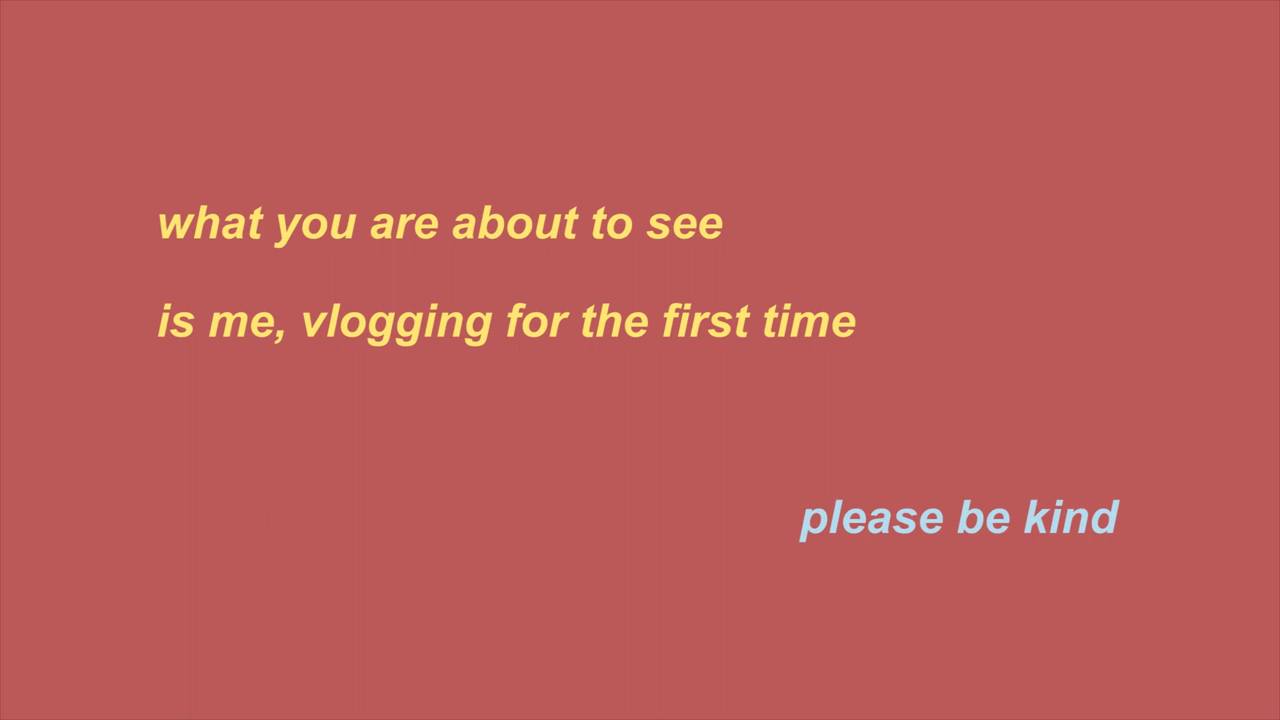 what you are about to see
is me, vlogging for the first time
please be kind